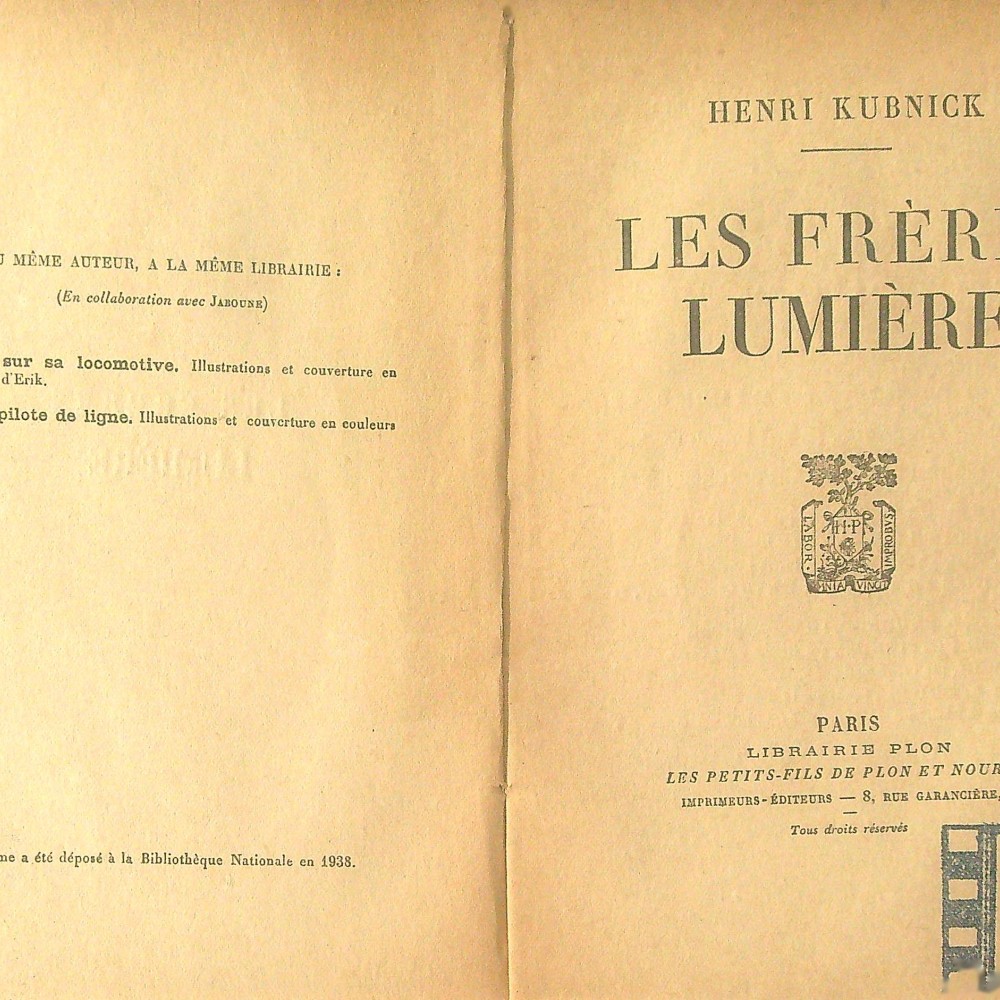 U MÊME AUTEUR, A LA MÊME LIBRAIRIE :
(En collaboration avec JABOUNE)
sur sa locomotive. Illustrations et couverture en
d'Erik.
pilote de ligne. Illustrations et couverture en couleurs
me a été déposé à la Bibliothèque Nationale en 1938.
HENRI KUBNICK
LES FRÈRE
LUMIÈRE
H·P
LABOR·
IMPROBVS
OMNIA VINCIT
PARIS
LIBRAIRIE PLON
LES PETITS-FILS DE PLON ET NOUR
IMPRIMEURS-ÉDITEURS — 8, RUE GARANCIÈRE,
Tous droits réservés